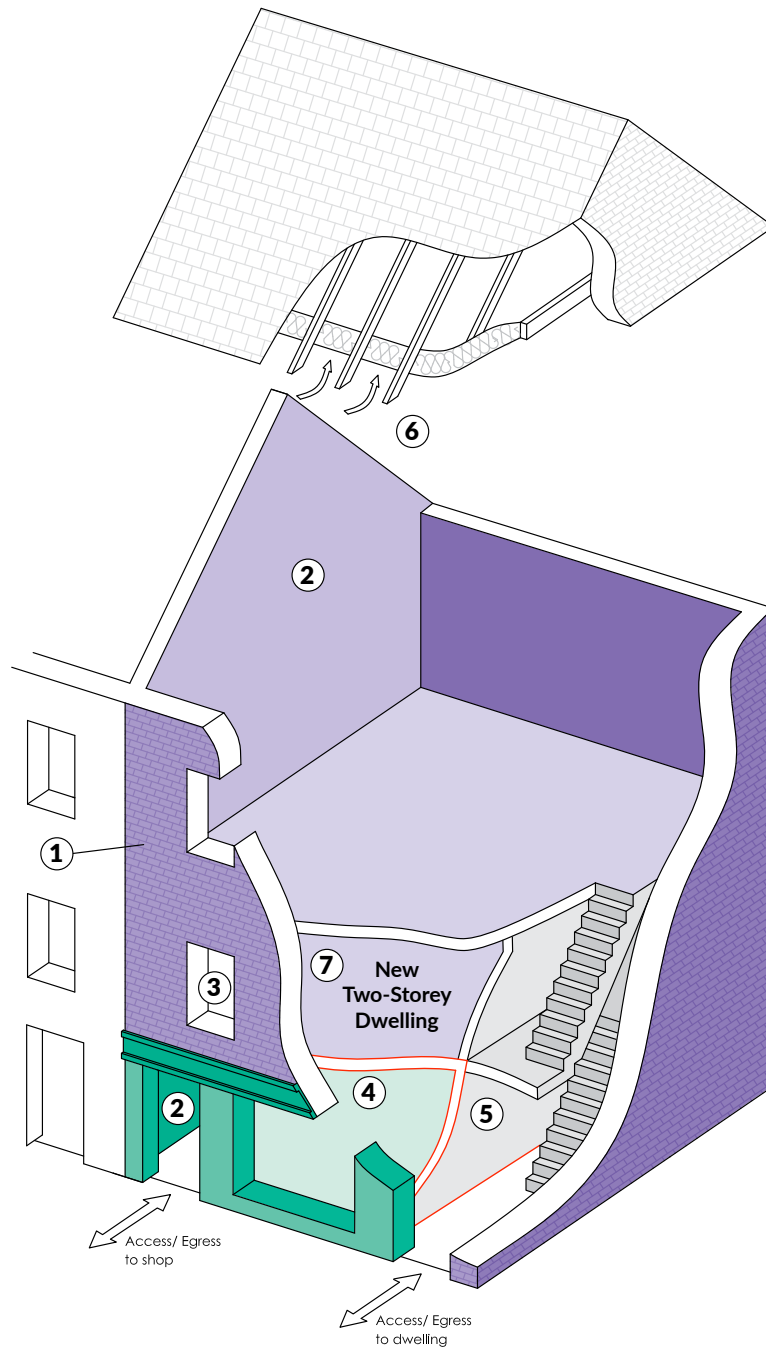 6
2
1
7
New
Two-Storey
Dwelling
3
4
2
5
Access/ Egress
to shop
Access/ Egress
to dwelling